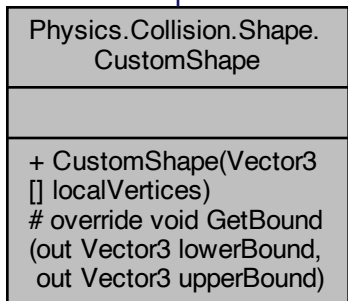 Physics.Collision.Shape.
CustomShape
+ CustomShape(Vector3
[] localVertices)
# override void GetBound
(out Vector3 lowerBound,
out Vector3 upperBound)